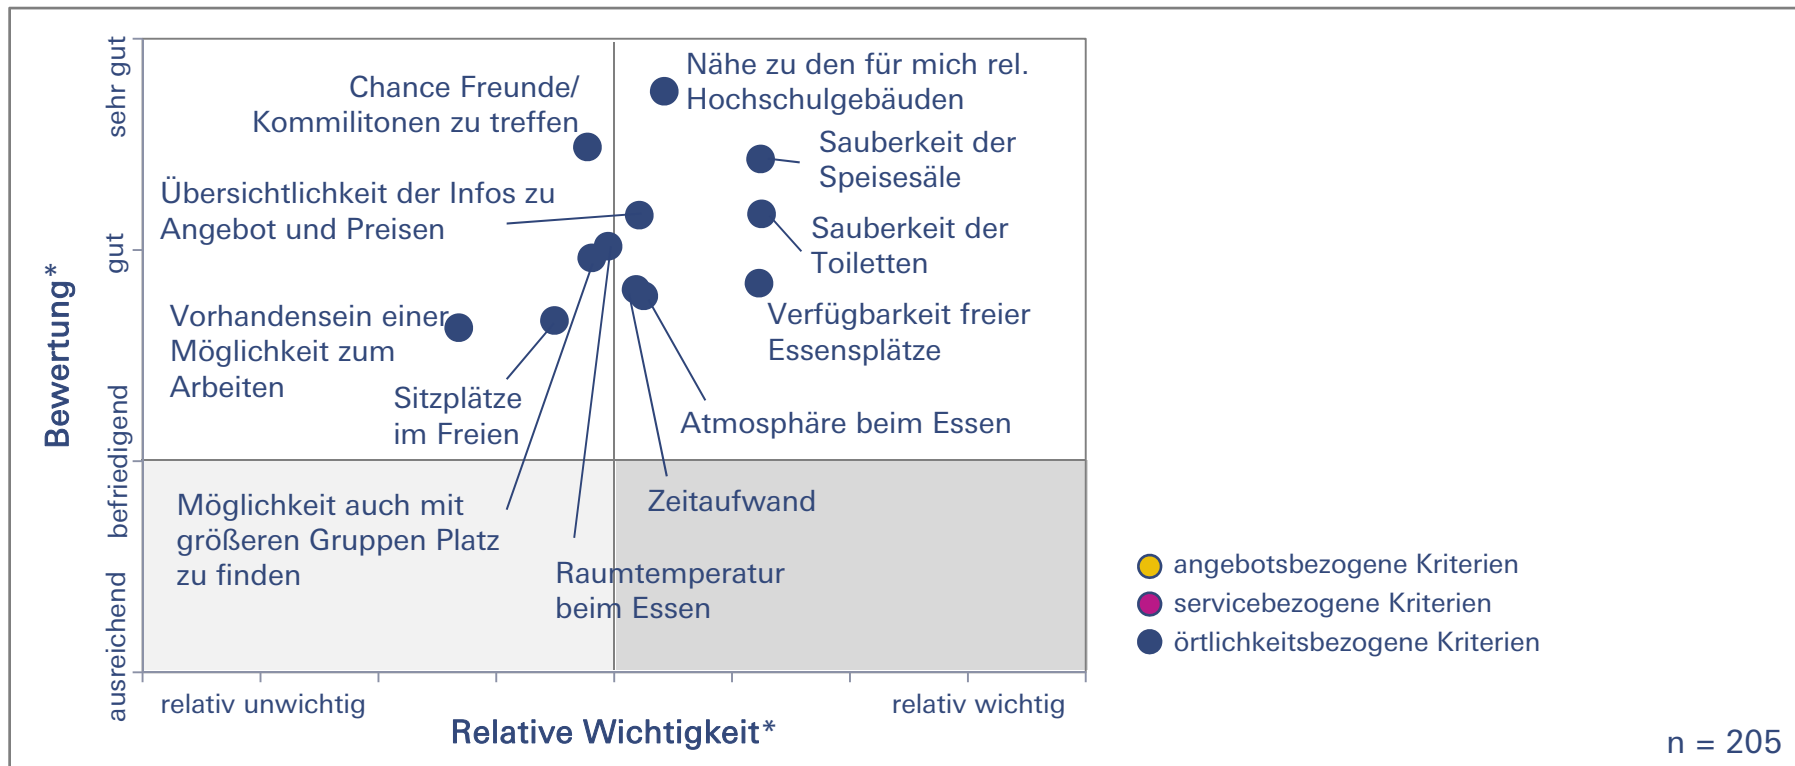 Bewertung*
sehr gut
gut
befriedigend
ausreichend
Chance Freunde/
Kommilitonen zu treffen
Nähe zu den für mich rel.
Hochschulgebäuden
Sauberkeit der
Speisesäle
Übersichtlichkeit der Infos zu
Angebot und Preisen
Sauberkeit der
Toiletten
Vorhandensein einer
Möglichkeit zum
Arbeiten
Verfügbarkeit freier
Essensplätze
Sitzplätze
im Freien
Atmosphäre beim Essen
Möglichkeit auch mit
größeren Gruppen Platz
zu finden
Zeitaufwand
Raumtemperatur
beim Essen
relativ unwichtig
relativ wichtig
Relative Wichtigkeit*
angebotsbezogene Kriterien
servicebezogene Kriterien
örtlichkeitsbezogene Kriterien
n = 205